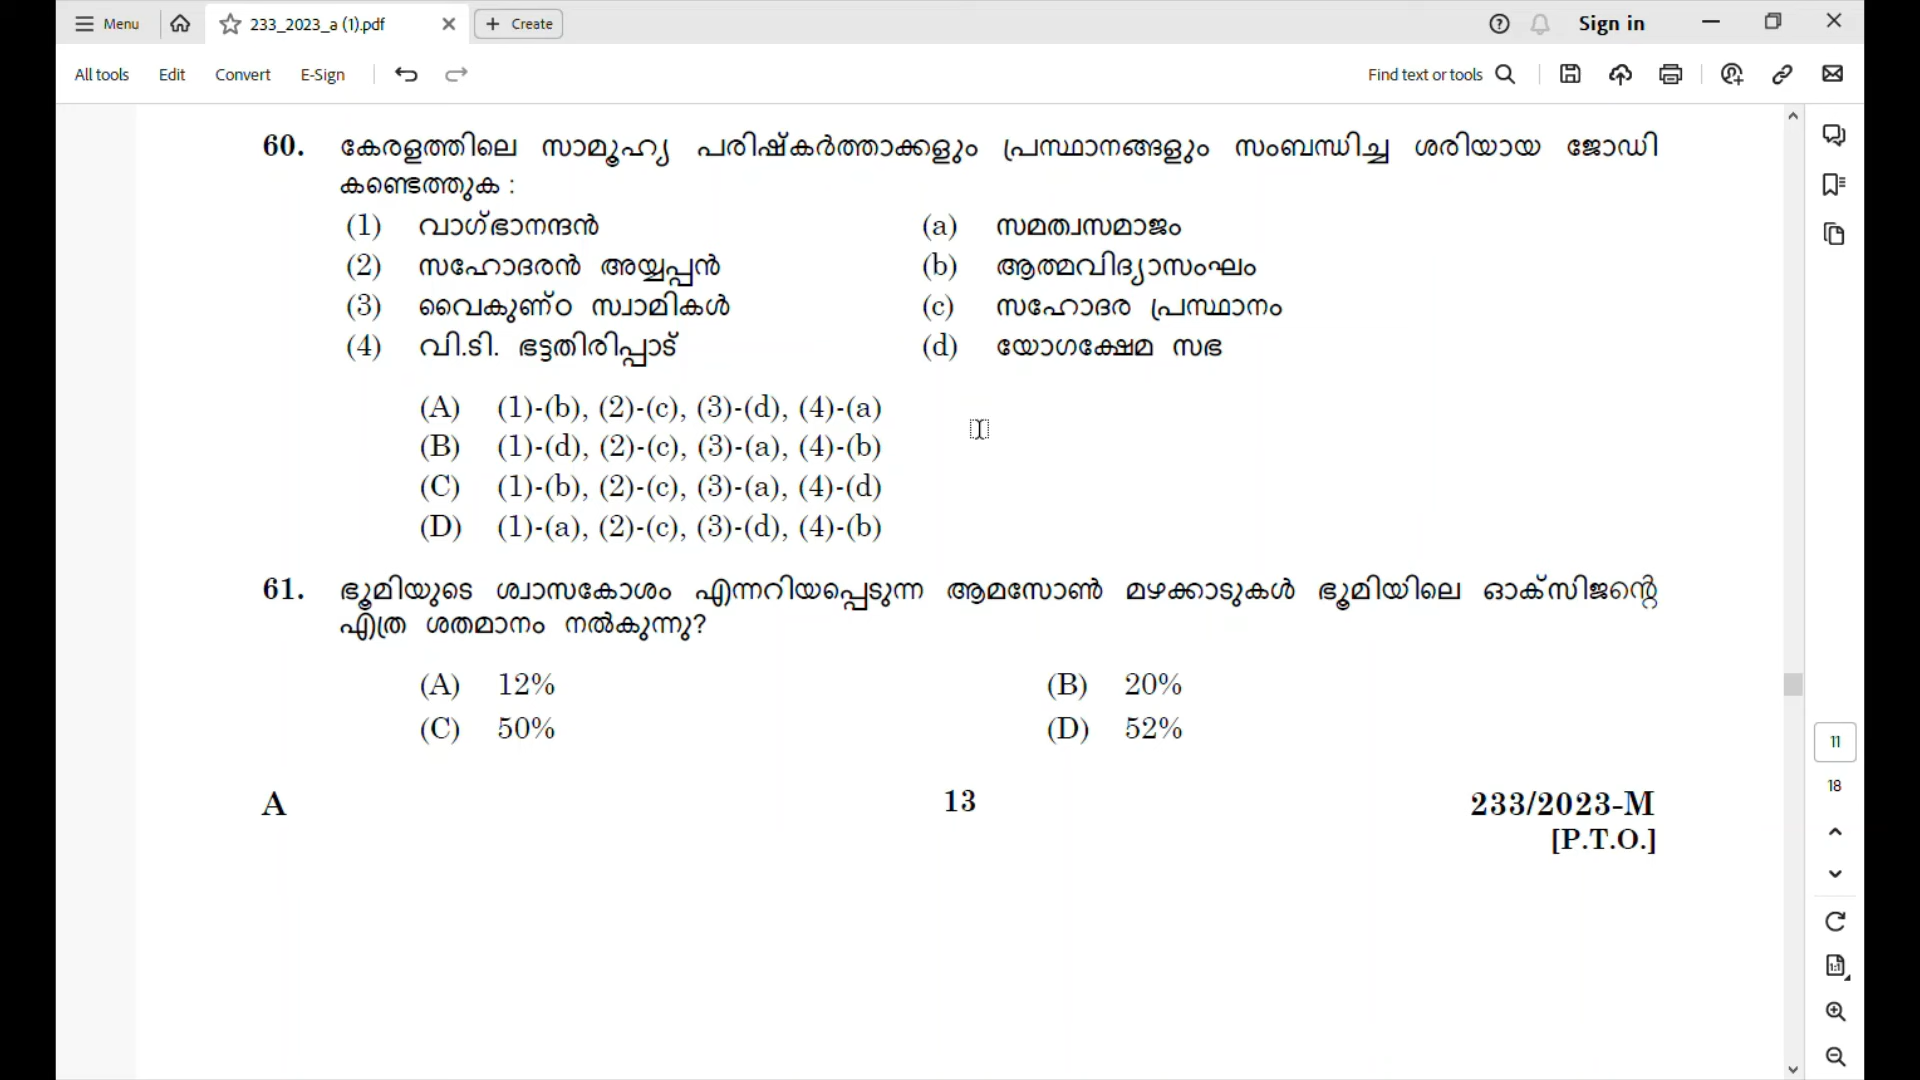 Menu 233_2023_a (1).pdf Create Sign in
All tools Edit Convert E-Sign Find text or tools
60. കേരളത്തിലെ സാമൂഹ്യ പരിഷ്കർത്താക്കളും പ്രസ്ഥാനങ്ങളും സംബന്ധിച്ച ശരിയായ ജോഡി
കണ്ടെത്തുക :
(1) വാഗ്ഭാനന്ദൻ (a) സമത്വസമാജം
(2) സഹോദരൻ അയ്യപ്പൻ (b) ആത്മവിദ്യാസംഘം
(3) വൈകുണ്ഠ സ്വാമികൾ (c) സഹോദര പ്രസ്ഥാനം
(4) വി.ടി. ഭട്ടതിരിപ്പാട് (d) യോഗക്ഷേമ സഭ
(A) (1)-(b), (2)-(c), (3)-(d), (4)-(a)
(B) (1)-(d), (2)-(c), (3)-(a), (4)-(b)
(C) (1)-(b), (2)-(c), (3)-(a), (4)-(d)
(D) (1)-(a), (2)-(c), (3)-(d), (4)-(b)
61. ഭൂമിയുടെ ശ്വാസകോശം എന്നറിയപ്പെടുന്ന ആമസോൺ മഴക്കാടുകൾ ഭൂമിയിലെ ഓക്സിജന്റെ
എത്ര ശതമാനം നൽകുന്നു?
(A) 12% (B) 20%
(C) 50% (D) 52%
11
18
A 13 233/2023-M
[P.T.O.]